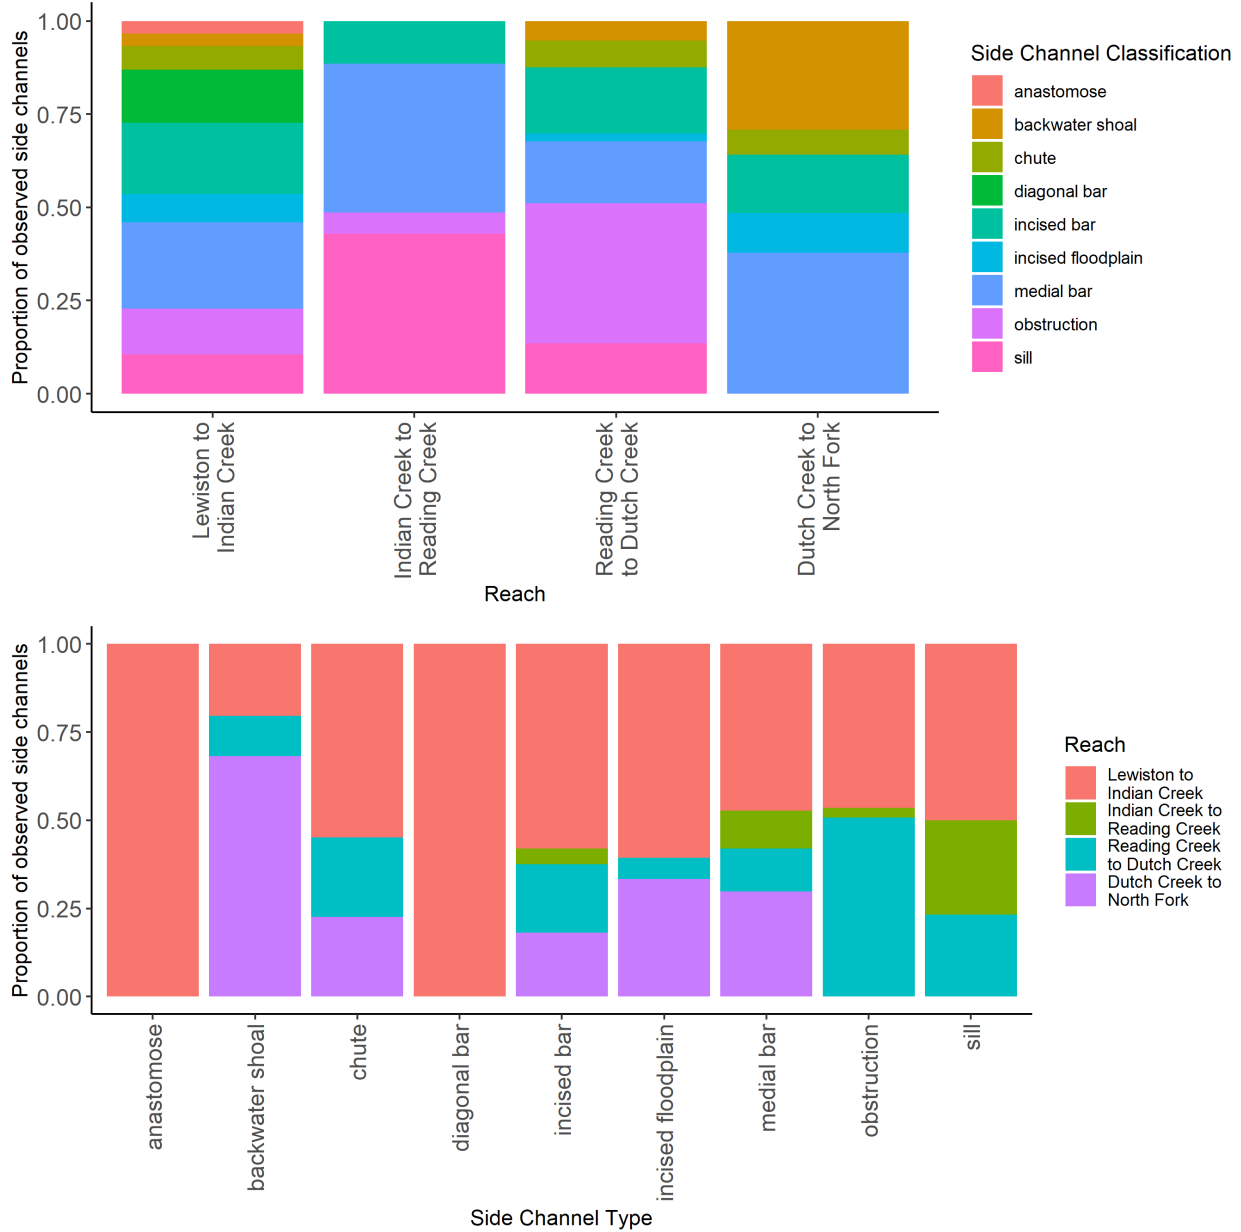 Proportion of observed side channels
1.00
0.75
0.50
0.25
0.00
Lewiston to
Indian Creek
Indian Creek to
Reading Creek
Reading Creek
to Dutch Creek
Dutch Creek to
North Fork
Reach
Side Channel Classification
anastomose
backwater shoal
chute
diagonal bar
incised bar
incised floodplain
medial bar
obstruction
sill
Proportion of observed side channels
1.00
0.75
0.50
0.25
0.00
anastomose
backwater shoal
chute
diagonal bar
incised bar
incised floodplain
medial bar
obstruction
sill
Side Channel Type
Reach
Lewiston to
Indian Creek
Indian Creek to
Reading Creek
Reading Creek
to Dutch Creek
Dutch Creek to
North Fork